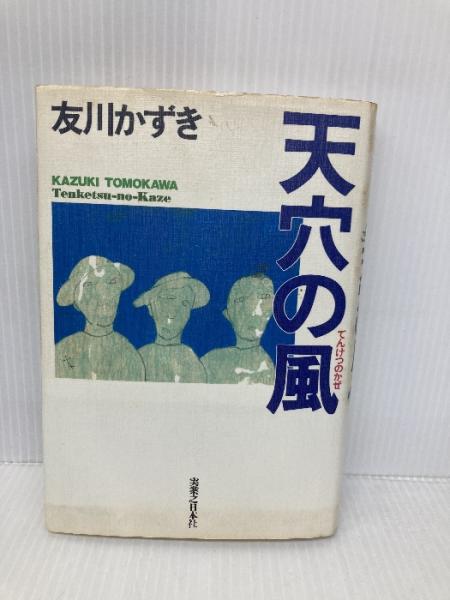 友川かずき
KAZUKI TOMOKAWA
Tenketsu-no-Kaze
天穴の風
てんけつのかぜ
実業之日本社